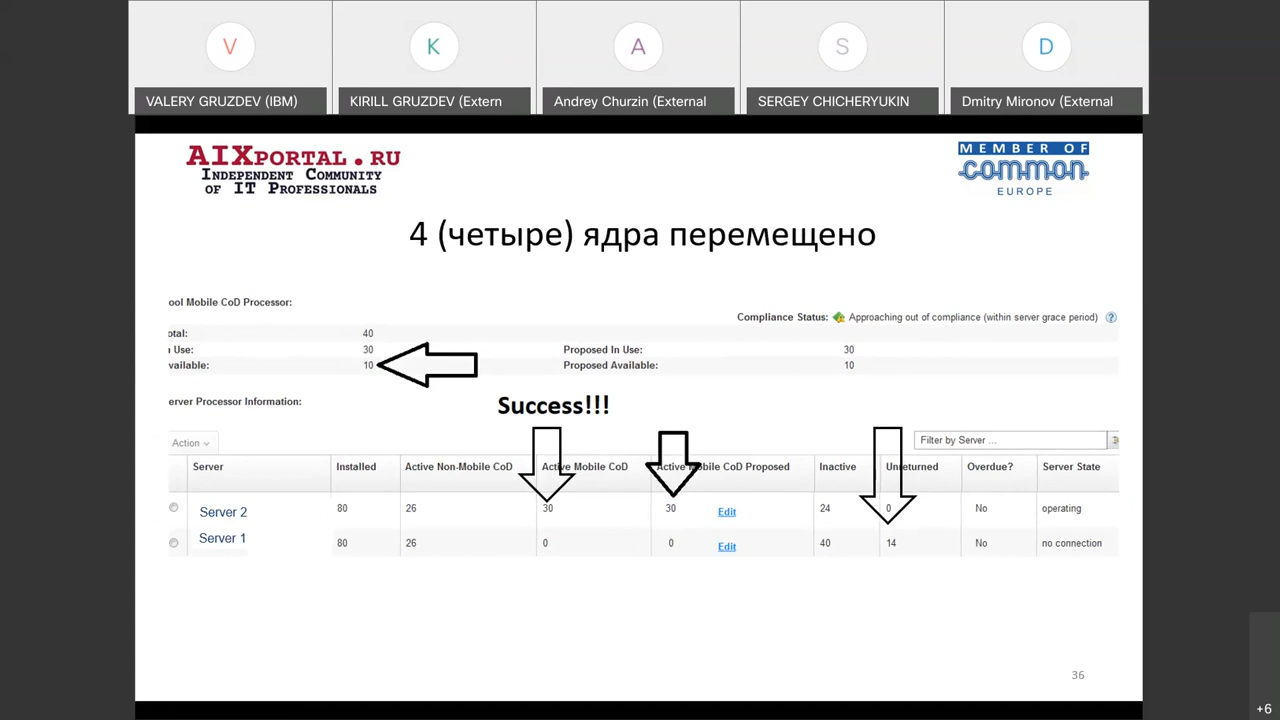 V
K
A
S
D
VALERY GRUZDEV (IBM)
KIRILL GRUZDEV (Extern
Andrey Churzin (External
SERGEY CHICHERYUKIN
Dmitry Mironov (External
AIXPORTAL.RU
INDEPENDENT COMMUNITY
OF IT PROFESSIONALS
MEMBER OF
common
EUROPE
4 (четыре) ядра перемещено
ool Mobile CoD Processor:
Compliance Status: Approaching out of compliance (within server grace period) ?
otal: 40
n Use: 30 Proposed In Use: 30
vailable: 10 Proposed Available: 10
erver Processor Information:
Success!!!
Action
Filter by Server ...
Server Installed Active Non-Mobile CoD Active Mobile CoD Active Mobile CoD Proposed Inactive Unreturned Overdue? Server State
Server 2 80 26 30 30 Edit 24 0 No operating
Server 1 80 26 0 0 Edit 40 14 No no connection
36
+6